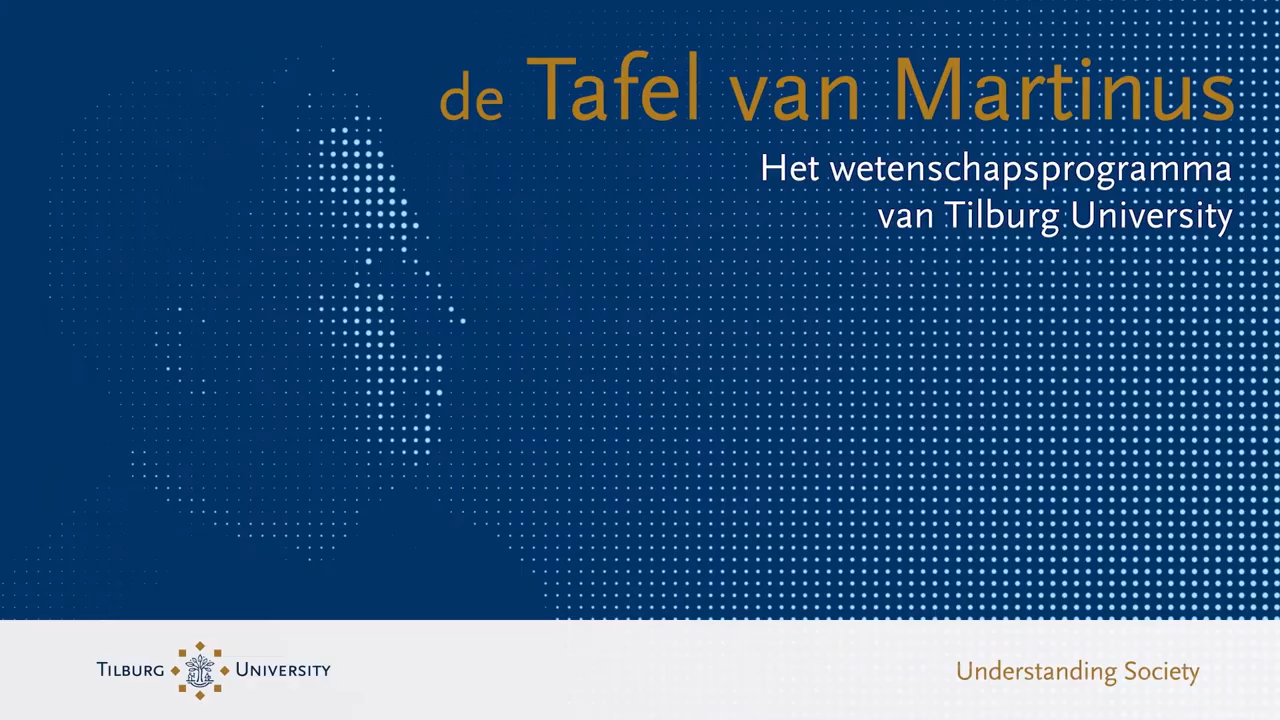 de Tafel van Martinus
Het wetenschapsprogramma
van Tilburg University
TILBURG UNIVERSITY
Understanding Society